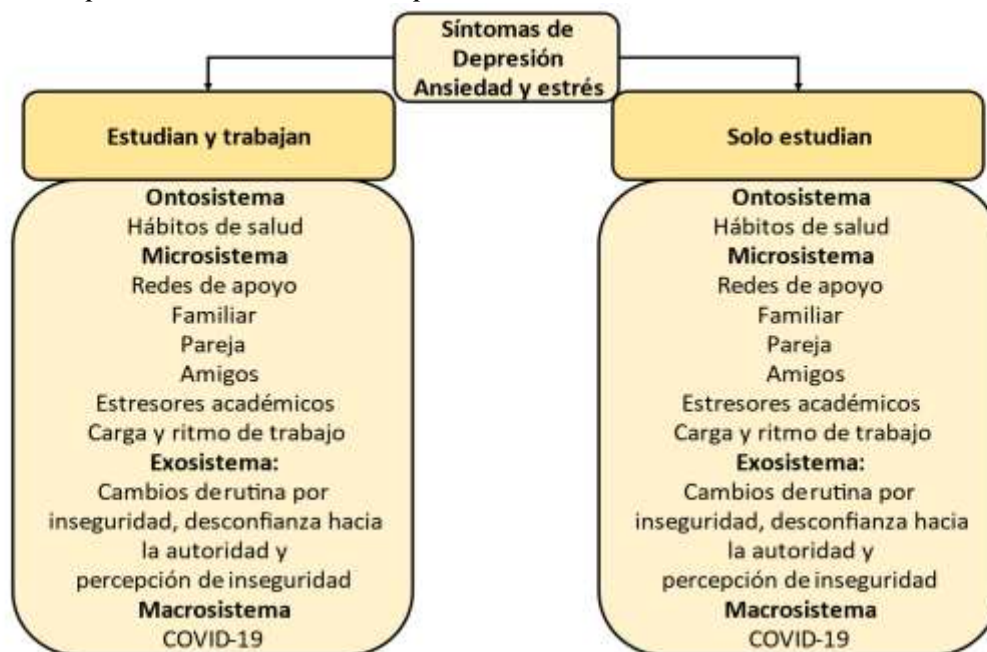 Síntomas de
Depresión
Ansiedad y estrés
Estudian y trabajan
Ontosistema
Hábitos de salud
Microsistema
Redes de apoyo
Familiar
Pareja
Amigos
Estresores académicos
Carga y ritmo de trabajo
Exosistema:
Cambios derutina por
inseguridad, desconfianza hacia
la autoridad y
percepción de inseguridad
Macrosistema
COVID-19
Solo estudian
Ontosistema
Hábitos de salud
Microsistema
Redes de apoyo
Familiar
Pareja
Amigos
Estresores académicos
Carga y ritmo de trabajo
Exosistema:
Cambios derutina por
inseguridad, desconfianza hacia
la autoridad y
percepción de inseguridad
Macrosistema
COVID-19